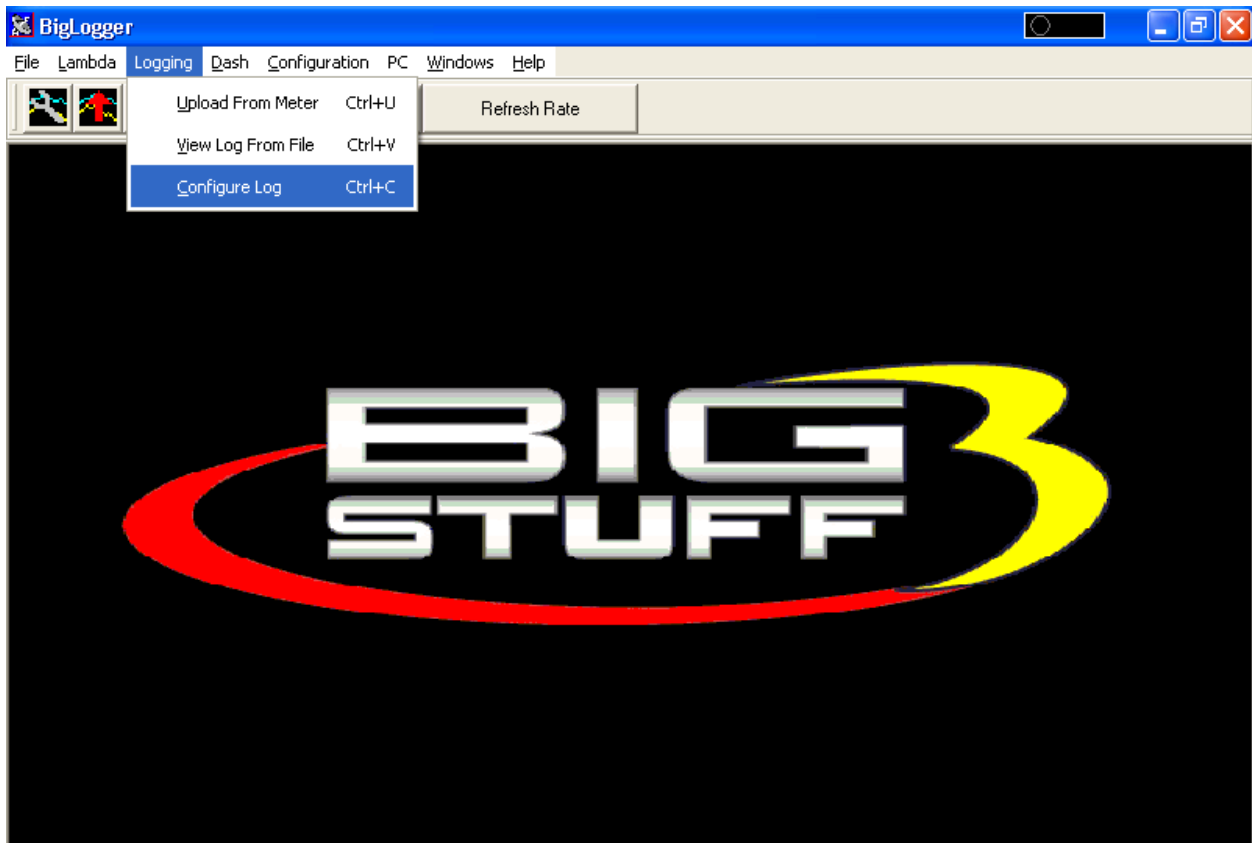 BigLogger
File Lambda Logging Dash Configuration PC Windows Help
Upload From Meter Ctrl+U
Refresh Rate
View Log From File Ctrl+V
Configure Log Ctrl+C
BIG 3
STUFF